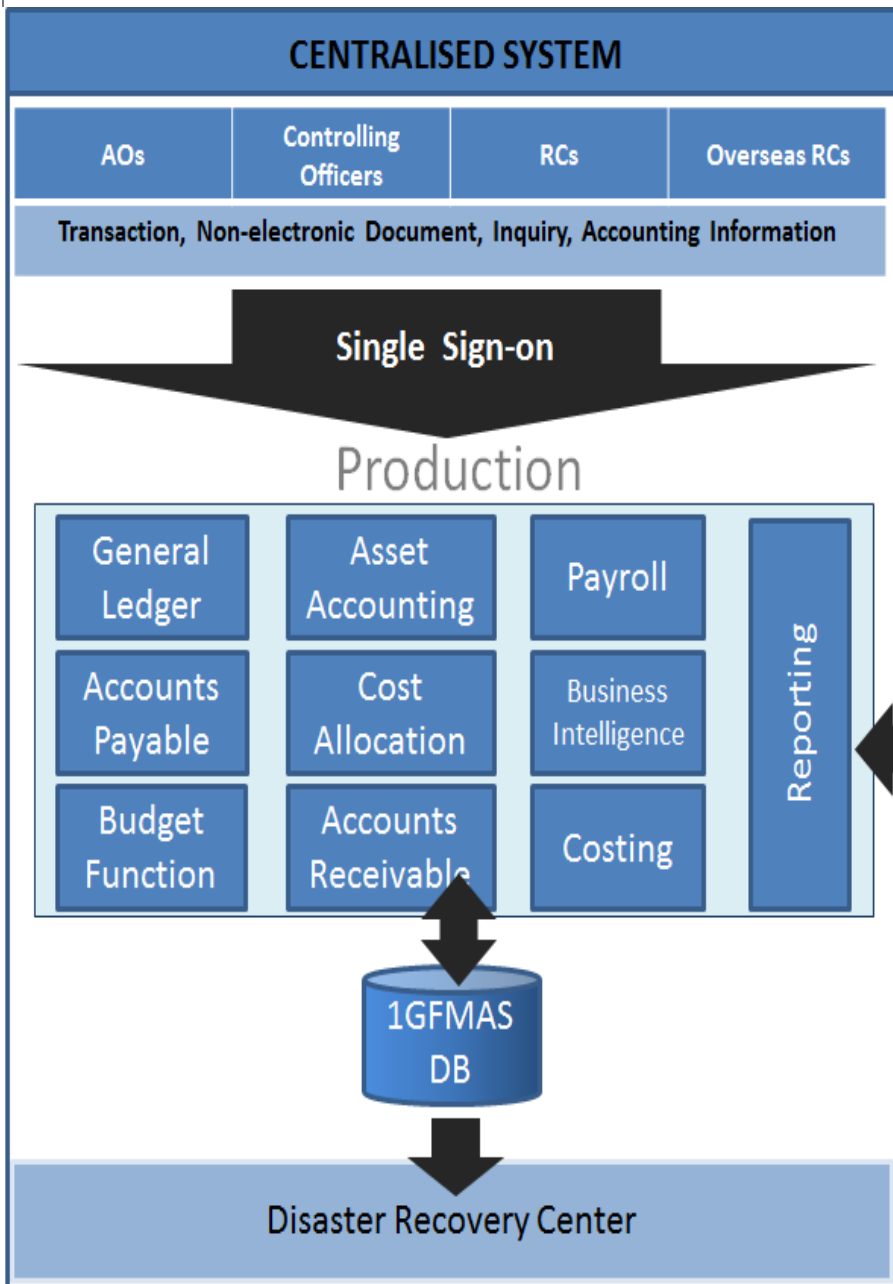 CENTRALISED SYSTEM
AOs
Controlling
Officers
RCs
Overseas RCs
Transaction, Non-electronic Document, Inquiry, Accounting Information
Single Sign-on
Production
General
Ledger
Asset
Accounting
Payroll
Reporting
Accounts
Payable
Cost
Allocation
Business
Intelligence
Budget
Function
Accounts
Receivable
Costing
1GFMAS
DB
Disaster Recovery Center